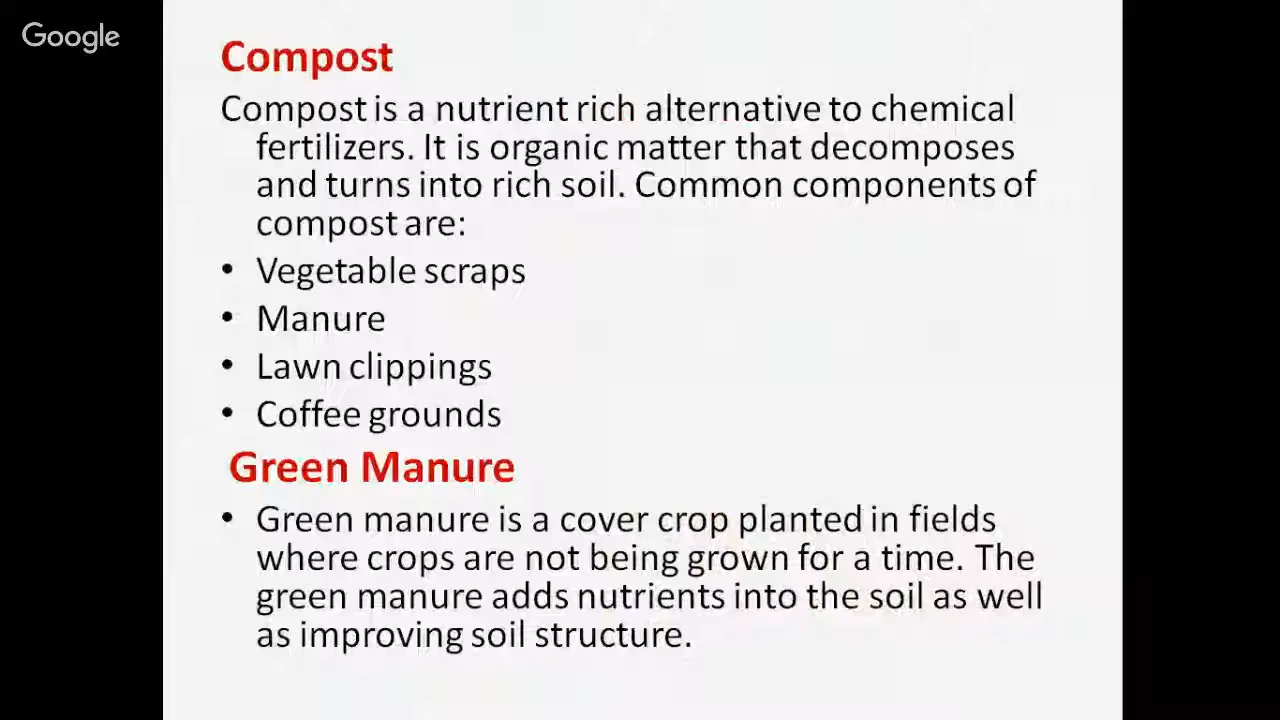 Google
Compost
Compost is a nutrient rich alternative to chemical
fertilizers. It is organic matter that decomposes
and turns into rich soil. Common components of
compost are:
• Vegetable scraps
• Manure
• Lawn clippings
• Coffee grounds
Green Manure
• Green manure is a cover crop planted in fields
where crops are not being grown for a time. The
green manure adds nutrients into the soil as well
as improving soil structure.